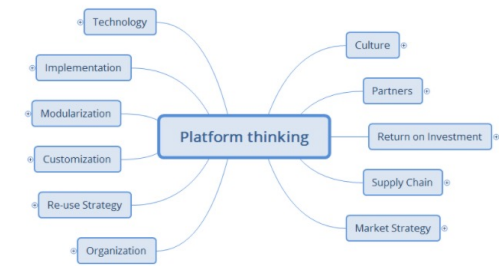 Technology
Implementation
Modularization
Customization
Re-use Strategy
Organization
Platform thinking
Culture
Partners
Return on Investment
Supply Chain
Market Strategy